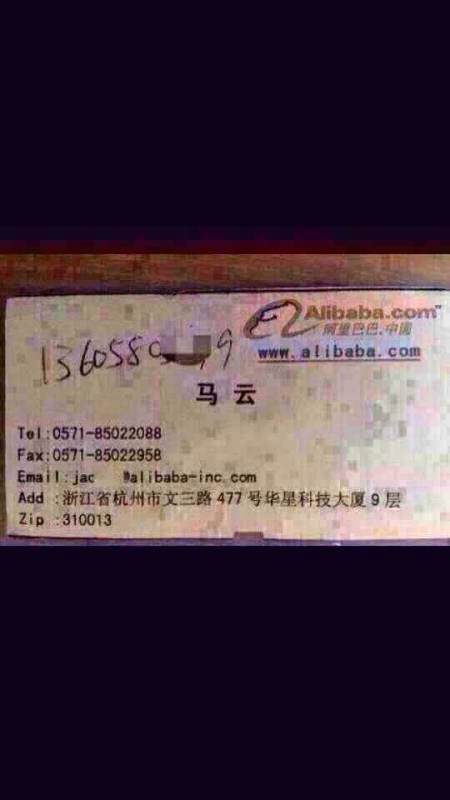 Alibaba.com
阿里巴巴.中国
www.alibaba.com
马云
Tel:0571-85022088
Fax:0571-85022958
Email:jac @alibaba-inc.com
Add :浙江省杭州市文三路477号华星科技大厦9层
Zip :310013